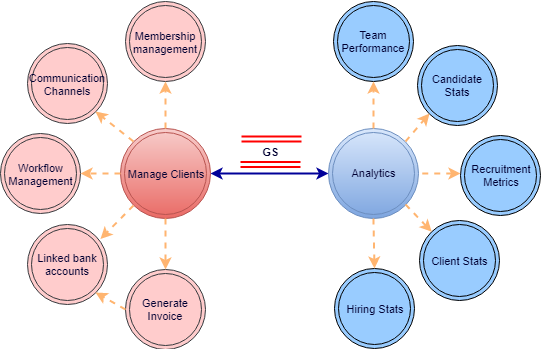 Membership
management
Communication
Channels
Workflow
Management
Linked bank
accounts
Generate
Invoice
Manage Clients
GS
Analytics
Team
Performance
Candidate
Stats
Recruitment
Metrics
Client Stats
Hiring Stats